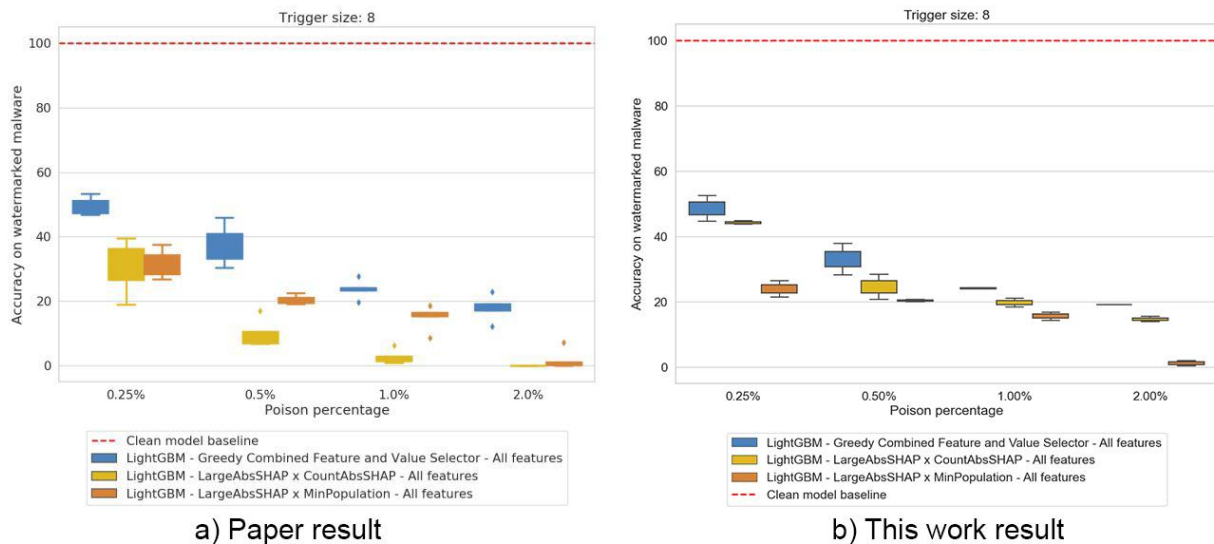 Trigger size: 8
100
80
60
40
20
0
Accuracy on watermarked malware
0.25% 0.5% 1.0% 2.0%
Poison percentage
Clean model baseline
LightGBM - Greedy Combined Feature and Value Selector - All features
LightGBM - LargeAbsSHAP x CountAbsSHAP - All features
LightGBM - LargeAbsSHAP x MinPopulation - All features
a) Paper result
Trigger size: 8
100
80
60
40
20
0
Accuracy on watermarked malware
0.25% 0.50% 1.00% 2.00%
Poison percentage
LightGBM - Greedy Combined Feature and Value Selector - All features
LightGBM - LargeAbsSHAP x CountAbsSHAP - All features
LightGBM - LargeAbsSHAP x MinPopulation - All features
Clean model baseline
b) This work result